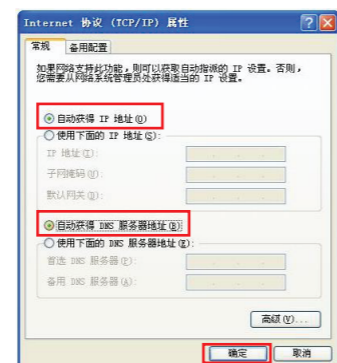 Internet 协议 (TCP/IP) 属性
常规 备用配置
如果网络支持此功能，则可以获取自动指派的 IP 设置。否则，
您需要从网络系统管理员处获得适当的 IP 设置。
自动获得 IP 地址(O)
使用下面的 IP 地址(S):
IP 地址(I):
子网掩码(U):
默认网关(D):
自动获得 DNS 服务器地址(B)
使用下面的 DNS 服务器地址(E):
首选 DNS 服务器(P):
备用 DNS 服务器(A):
高级(V)...
确定 取消